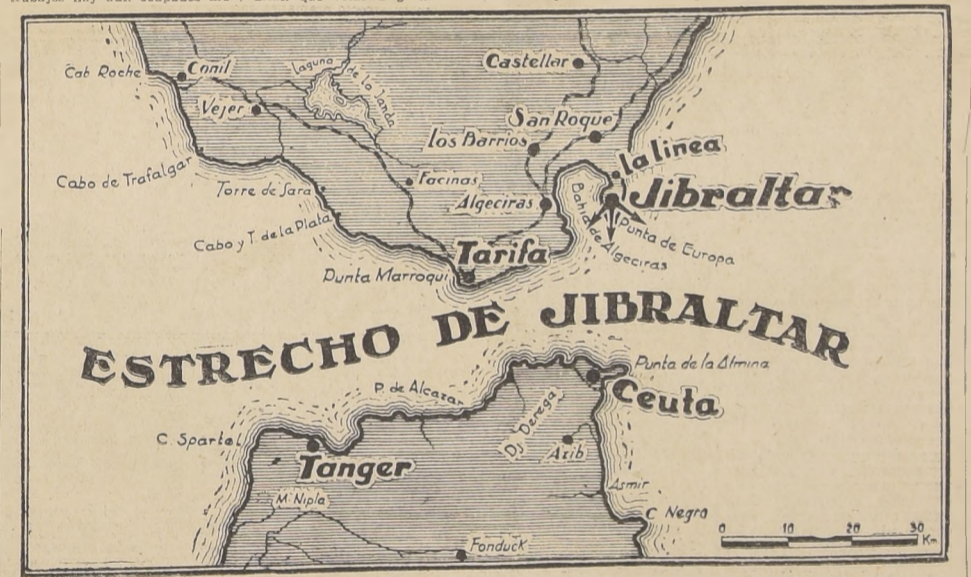 Cab Roche
Conil
Laguna
de la Janda
Castellar
Vejer
San Roque
los Barrios
la linea
Cabo de Trafalgar
Torre de Sara
Facinas
Algeciras
Jibraltar
Bahia de Algeciras
Punta de Europa
Cabo y T. de la Plata
Tarifa
Punta Marroqui
ESTRECHO DE JIBRALTAR
Punta de la Almina
P. de Alcazar
Ceuta
C. Spartel
Dj Derega
Azib
Tanger
Asmir
M. Nipla
C Negro
Fonduck
0 10 20 30
Km